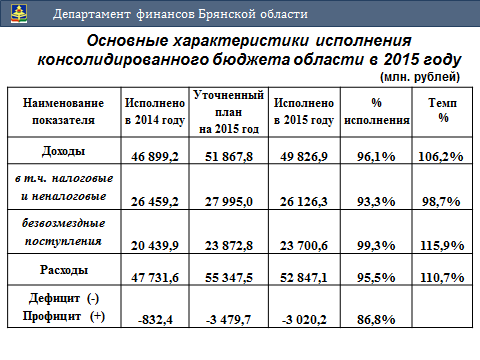 Департамент финансов Брянской области
Основные характеристики исполнения
консолидированного бюджета области в 2015 году
(млн. рублей)
Наименование показателя Исполнено в 2014 году Уточненный план на 2015 год Исполнено в 2015 году % исполнения Темп %
Доходы 46 899,2 51 867,8 49 826,9 96,1% 106,2%
в т.ч. налоговые и неналоговые 26 459,2 27 995,0 26 126,3 93,3% 98,7%
безвозмездные поступления 20 439,9 23 872,8 23 700,6 99,3% 115,9%
Расходы 47 731,6 55 347,5 52 847,1 95,5% 110,7%
Дефицит (-) Профицит (+) -832,4 -3 479,7 -3 020,2 86,8%